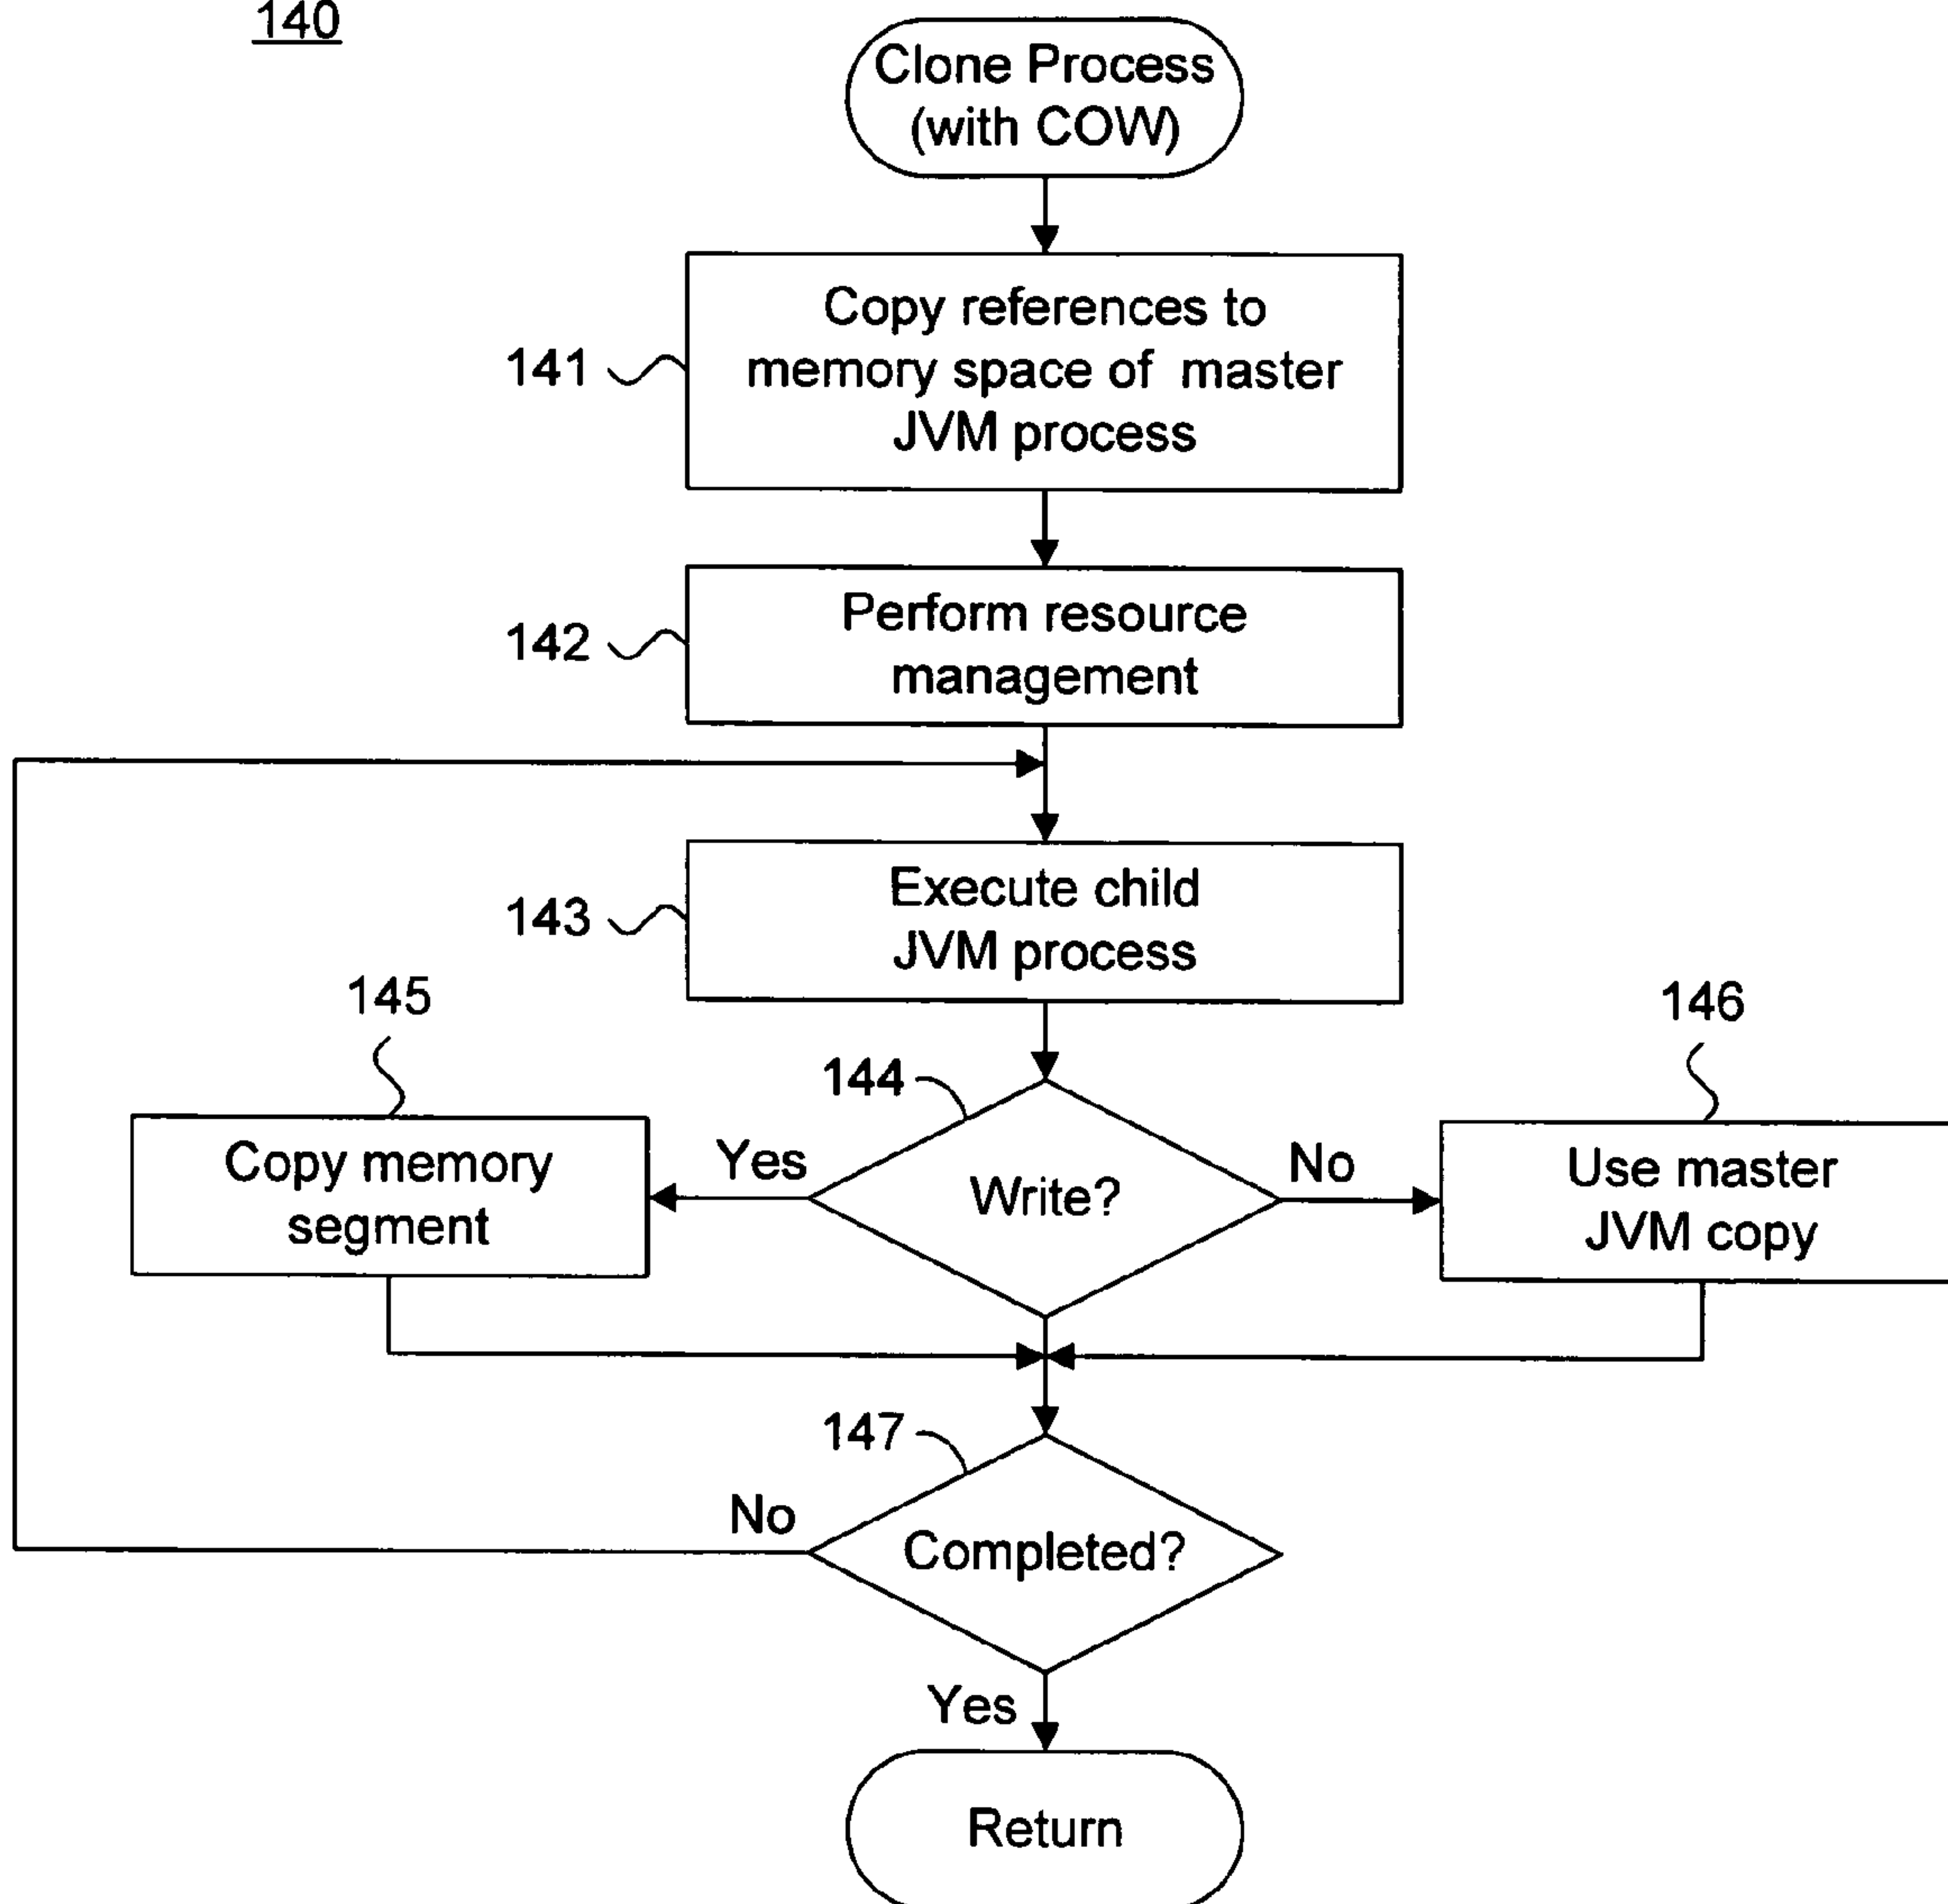 140
Clone Process
(with COW)
141
Copy references to
memory space of master
JVM process
142
Perform resource
management
143
Execute child
JVM process
145
146
144
Copy memory
segment
Yes
Write?
No
Use master
JVM copy
147
No
Completed?
Yes
Return